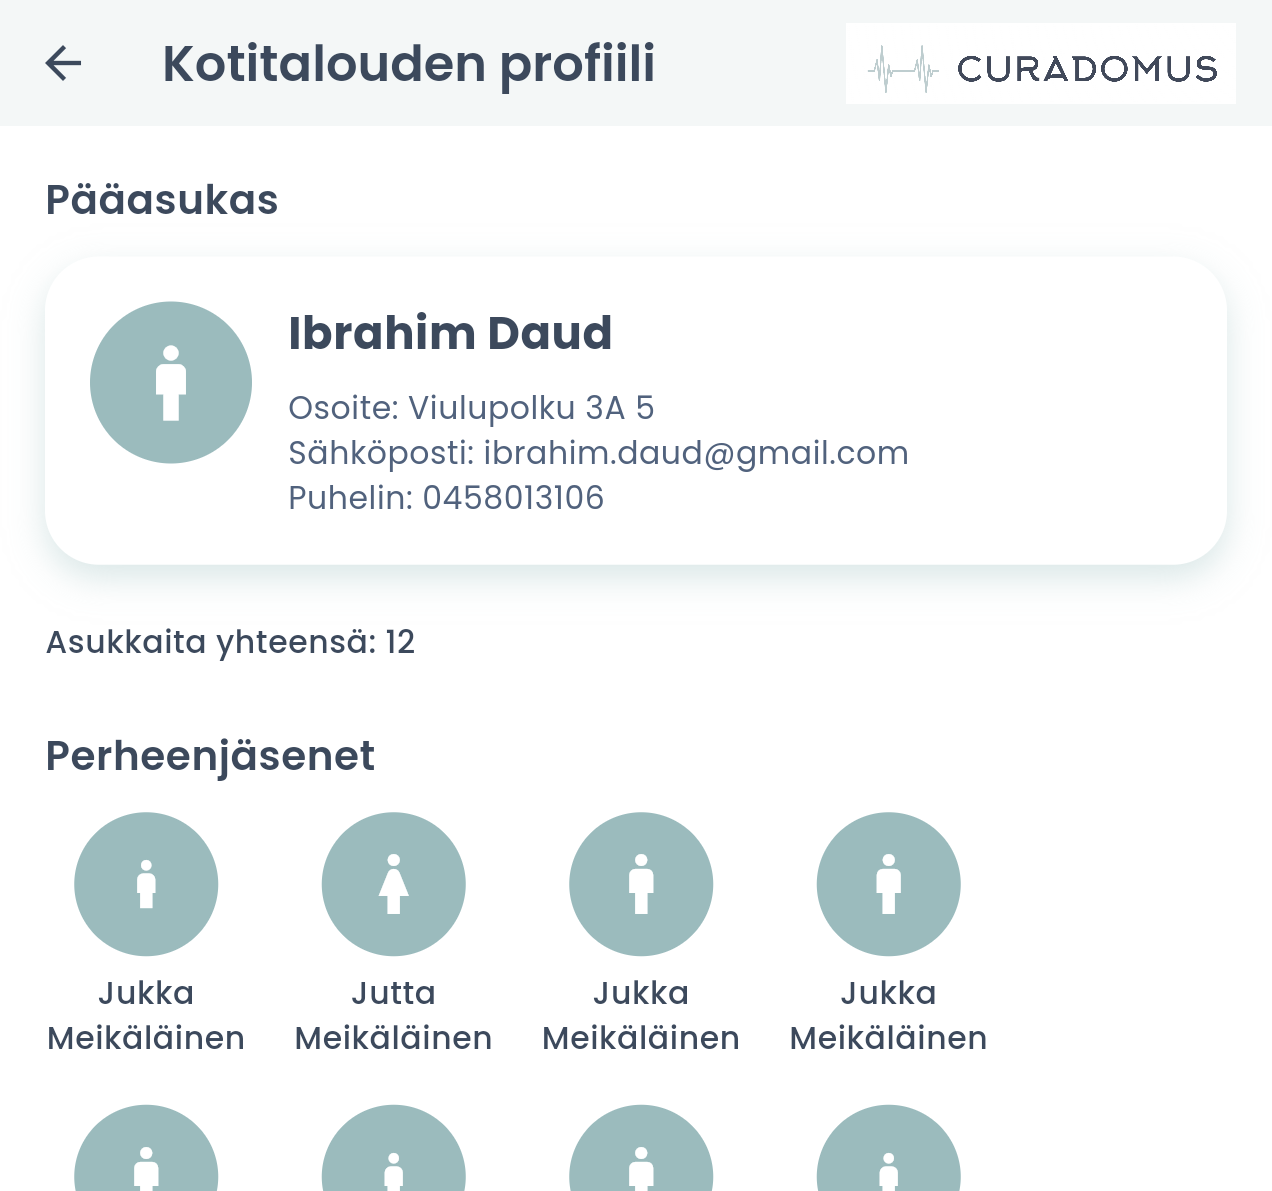 Kotitalouden profiili
CURADOMUS
Pääasukas
Ibrahim Daud
Osoite: Viulupolku 3A 5
Sähköposti: ibrahim.daud@gmail.com
Puhelin: 0458013106
Asukkaita yhteensä: 12
Perheenjäsenet
Jukka
Meikäläinen
Jutta
Meikäläinen
Jukka
Meikäläinen
Jukka
Meikäläinen